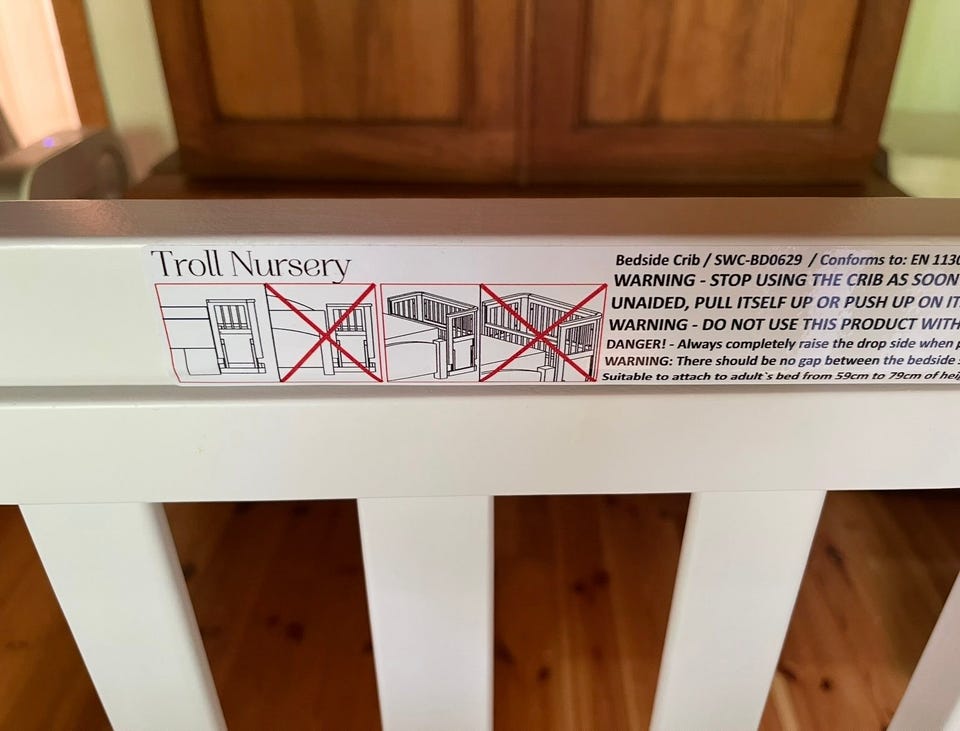 Troll Nursery
Bedside Crib / SWC-BD0629 / Conforms to: EN 1130
WARNING - STOP USING THE CRIB AS SOON
UNAIDED, PULL ITSELF UP OR PUSH UP ON IT
WARNING - DO NOT USE THIS PRODUCT WITH
DANGER! - Always completely raise the drop side when
WARNING: There should be no gap between the bedside
Suitable to attach to adult`s bed from 59cm to 79cm of